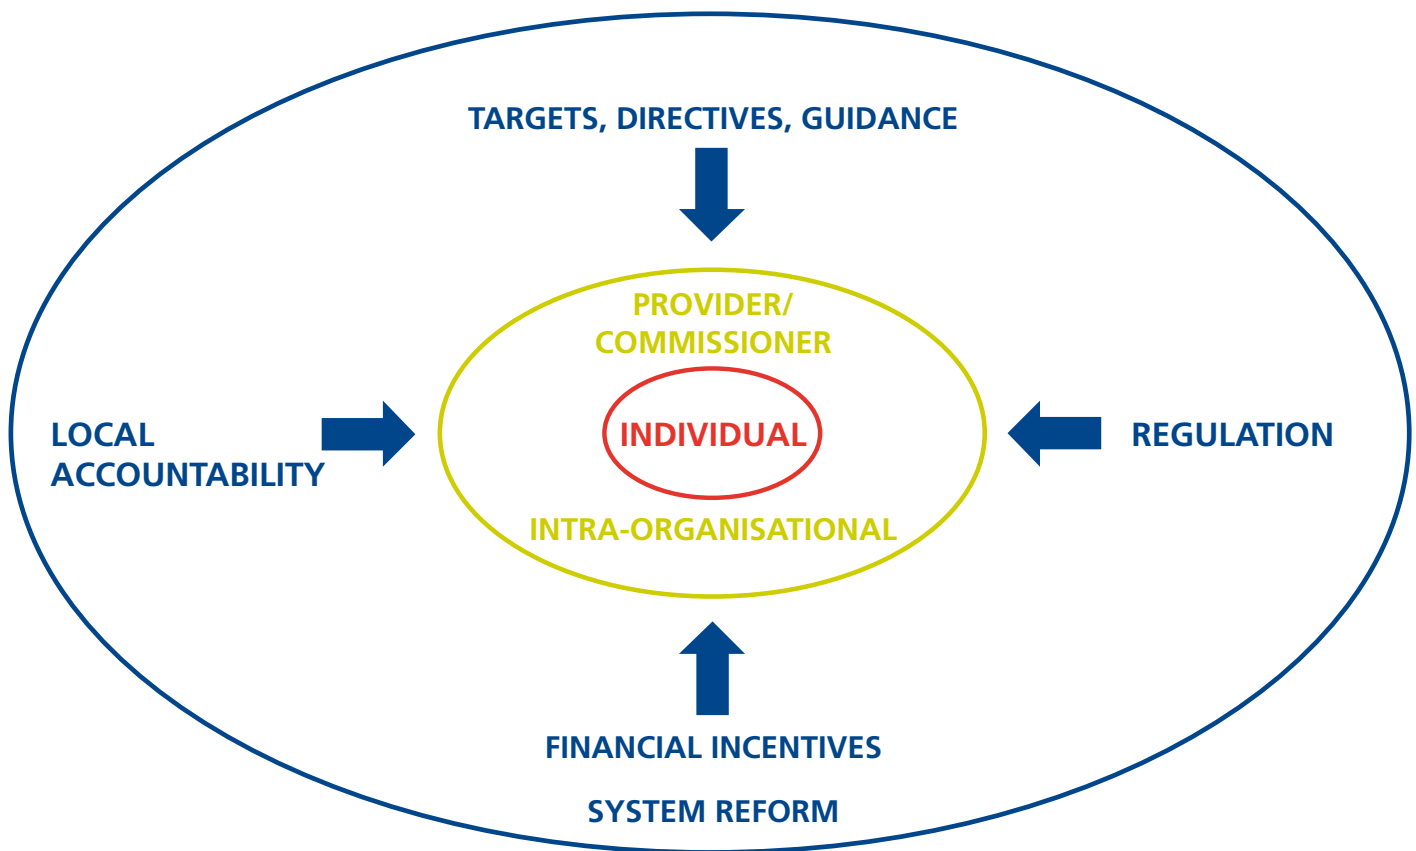 TARGETS, DIRECTIVES, GUIDANCE
PROVIDER/
COMMISSIONER
LOCAL
ACCOUNTABILITY
INDIVIDUAL
REGULATION
INTRA-ORGANISATIONAL
FINANCIAL INCENTIVES
SYSTEM REFORM